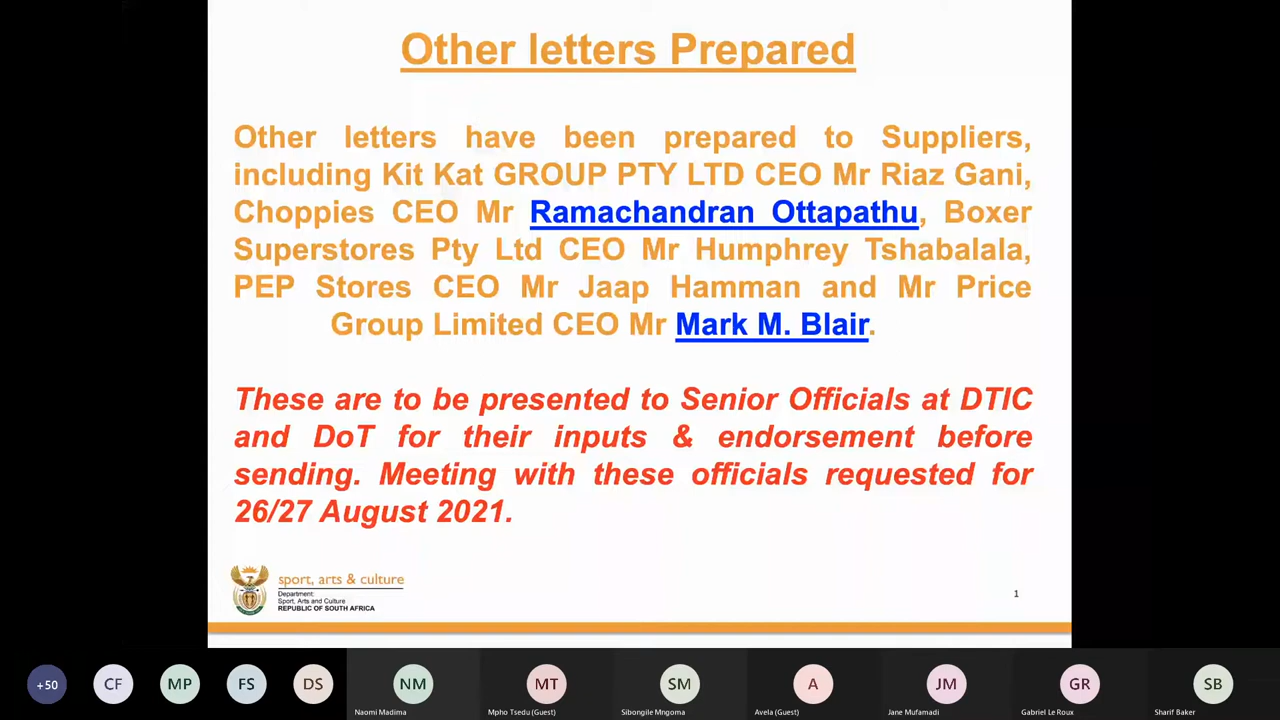 Other letters Prepared
Other letters have been prepared to Suppliers,
including Kit Kat GROUP PTY LTD CEO Mr Riaz Gani,
Choppies CEO Mr Ramachandran Ottapathu, Boxer
Superstores Pty Ltd CEO Mr Humphrey Tshabalala,
PEP Stores CEO Mr Jaap Hamman and Mr Price
Group Limited CEO Mr Mark M. Blair.
These are to be presented to Senior Officials at DTIC
and DoT for their inputs & endorsement before
sending. Meeting with these officials requested for
26/27 August 2021.
sport, arts & culture
Department:
Sport, Arts and Culture
REPUBLIC OF SOUTH AFRICA
1
+50 CF MP FS DS NM MT SM A JM GR SB
Naomi Madima Mpho Tsedu (Guest) Sibongile Mngoma Avela (Guest) Jane Mufamadi Gabriel Le Roux Sharif Baker